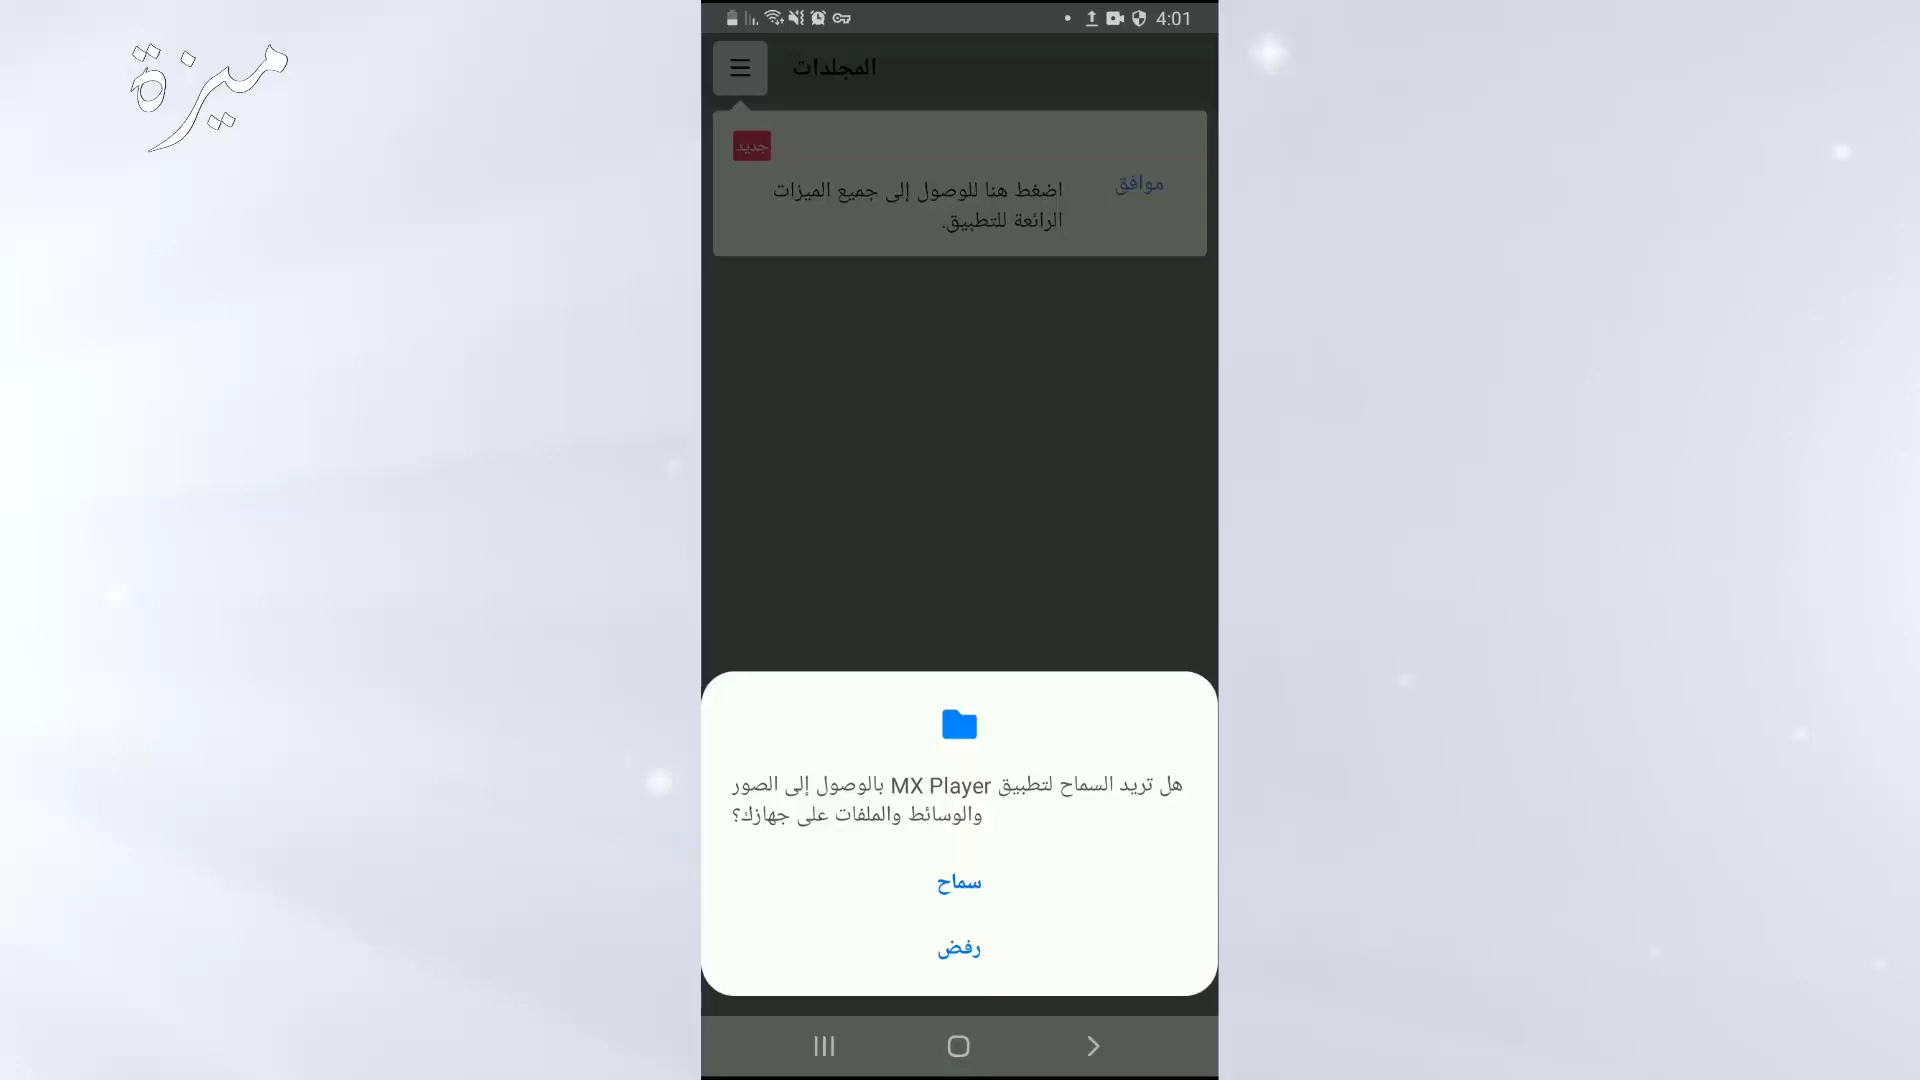 ميزة
4:01
المجلدات
جديد
اضغط هنا للوصول إلى جميع الميزات
الرائعة للتطبيق.
موافق
هل تريد السماح لتطبيق MX Player بالوصول إلى الصور
والوسائط والملفات على جهازك؟
سماح
رفض